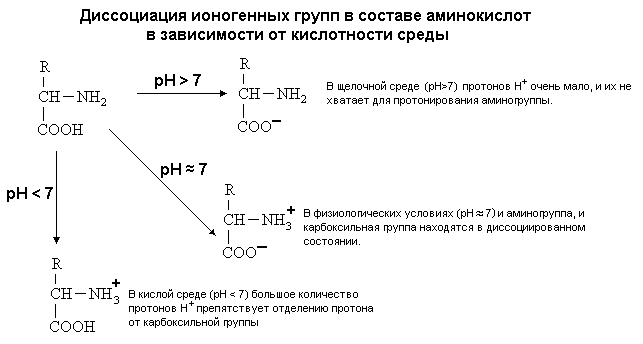 Диссоциация ионогенных групп в составе аминокислот
в зависимости от кислотности среды
R
CH — NH2
COOH
pH > 7
R
CH — NH2
COO−
В щелочной среде (pH>7) протонов H+ очень мало, и их не
хватает для протонирования аминогруппы.
pH ≈ 7
pH < 7
R
CH — NH3+
COO−
В физиологических условиях (pH ≈ 7) и аминогруппа, и
карбоксильная группа находятся в диссоциированном
состоянии.
R
CH — NH3+
COOH
В кислой среде (pH < 7) большое количество
протонов H+ препятствует отделению протона
от карбоксильной группы